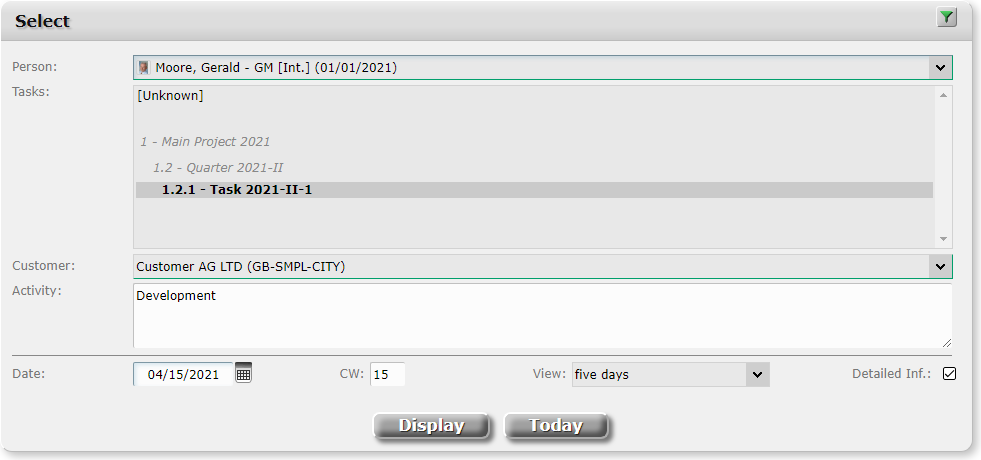 Select
Person: Moore, Gerald - GM [Int.] (01/01/2021)
Tasks: [Unknown]
1 - Main Project 2021
1.2 - Quarter 2021-II
1.2.1 - Task 2021-II-1
Customer: Customer AG LTD (GB-SMPL-CITY)
Activity: Development
Date: 04/15/2021 CW: 15 View: five days Detailed Inf.:
Display Today